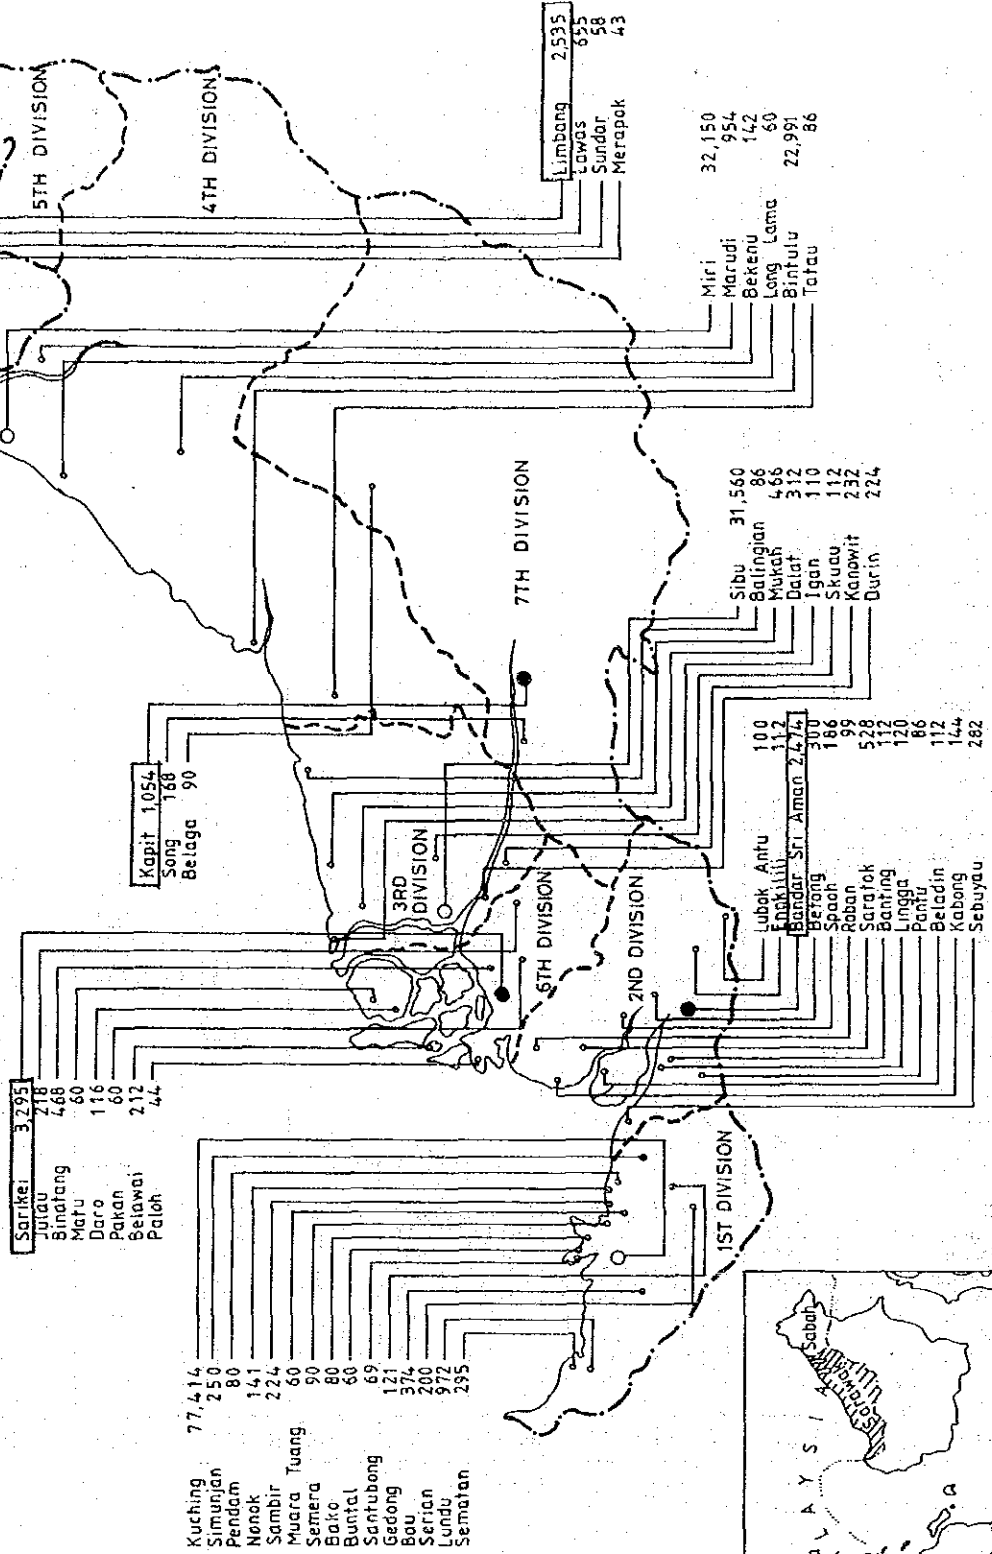 5TH DIVISION
4TH DIVISION
Limbang 2,535
Lawas 655
Sundar 58
Merapok 43
Miri 32,150
Marudi 954
Bekenu 142
Long Lama 60
Bintulu 22,991
Tatau 86
7TH DIVISION
Sibu 31,560
Balingian 86
Mukah 466
Dalat 312
Igan 110
Skuau 112
Kanowit 232
Durin 224
Kapit 1,054
Song 168
Belaga 90
3RD DIVISION
6TH DIVISION
2ND DIVISION
Lubok Antu 100
Engkilili 112
Bandar Sri Aman 2,474
Betong 300
Spaoh 186
Roban 99
Saratok 528
Banting 112
Lingga 120
Pantu 86
Beladin 112
Kabong 144
Sebuyau 282
Sarikei 3,295
Julau 218
Binatang 468
Matu 60
Daro 116
Pakan 60
Belawai 212
Paloh 44
1ST DIVISION
Kuching 77,414
Simunjan 250
Pendam 80
Nonok 141
Sambir 224
Muara Tuang 60
Semera 90
Bako 80
Buntal 60
Santubong 69
Gedong 121
Bau 374
Serian 200
Lundu 972
Sematan 295
Sabah
Sarawak
L A Y S I A